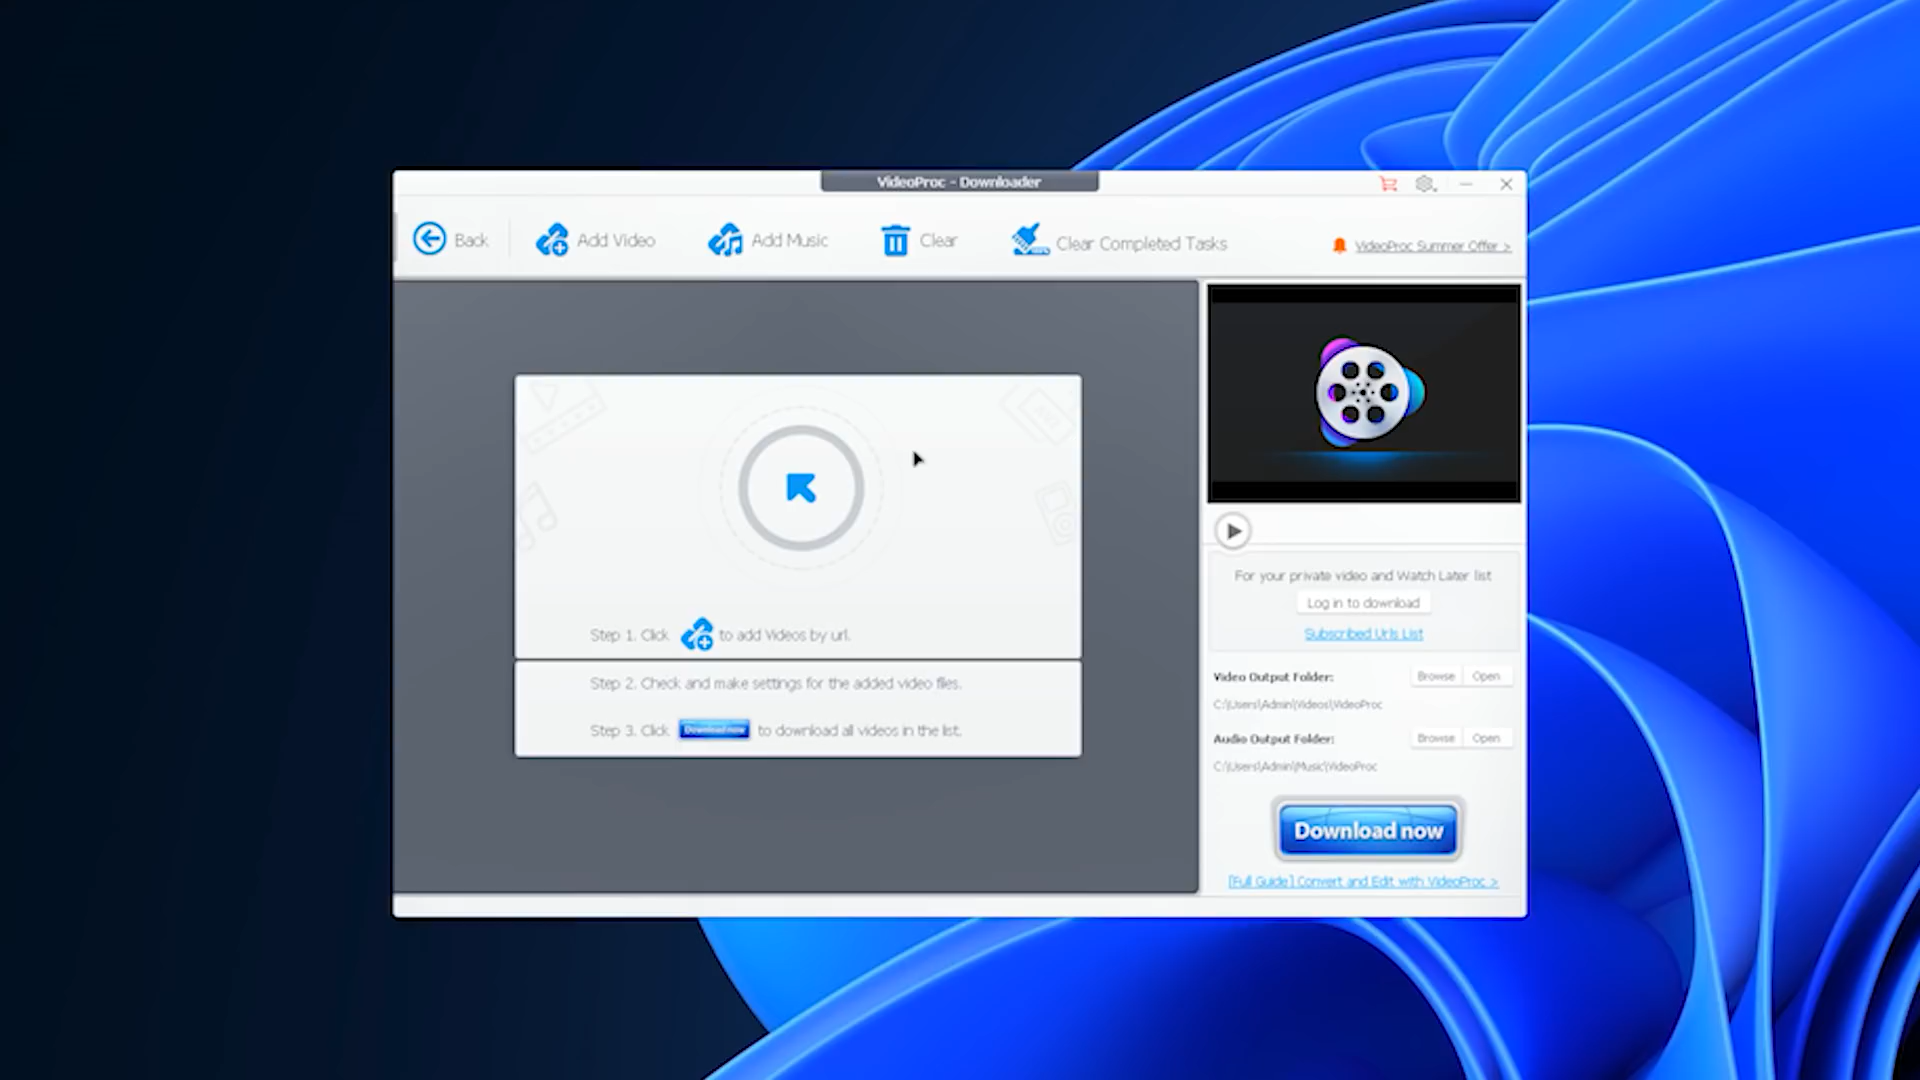 VideoProc - Downloader
Back
Add Video
Add Music
Clear
Clear Completed Tasks
VideoProc Summer Offer >
Step 1. Click to add Videos by url.
Step 2. Check and make settings for the added video files.
Step 3. Click Download now to download all videos in the list.
For your private video and Watch Later list
Log in to download
Subscribed Urls List
Video Output Folder:
Browse
Open
C:\Users\Admin\Videos\VideoProc
Audio Output Folder:
Browse
Open
C:\Users\Admin\Music\VideoProc
Download now
[Full Guide] Convert and Edit with VideoProc >